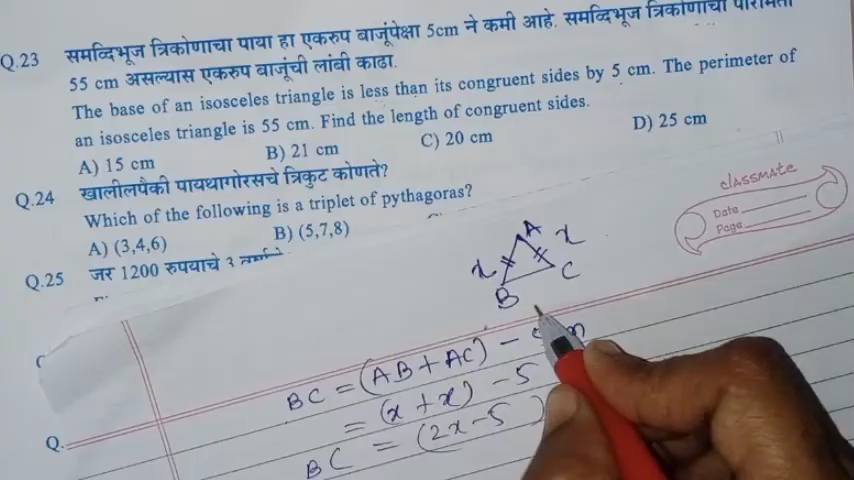 Q.23 समव्दिभूज त्रिकोणाचा पाया हा एकरुप बाजूंपेक्षा 5cm ने कमी आहे. समव्दिभूज त्रिकोणाची
55 cm असल्यास एकरुप बाजूंची लांबी काढा.
The base of an isosceles triangle is less than its congruent sides by 5 cm. The perimeter of
an isosceles triangle is 55 cm. Find the length of congruent sides.
A) 15 cm B) 21 cm C) 20 cm D) 25 cm
Q.24 खालीलपैकी पायथागोरसचे त्रिकुट कोणते?
Which of the following is a triplet of pythagoras?
A) (3,4,6) B) (5,7,8)
Q.25 जर 1200 रुपयाचे 3
classmate
Date
Page
A
x x
B C
BC = (AB + AC) -
= (x + x) - 5
BC = (2x - 5)
Q.